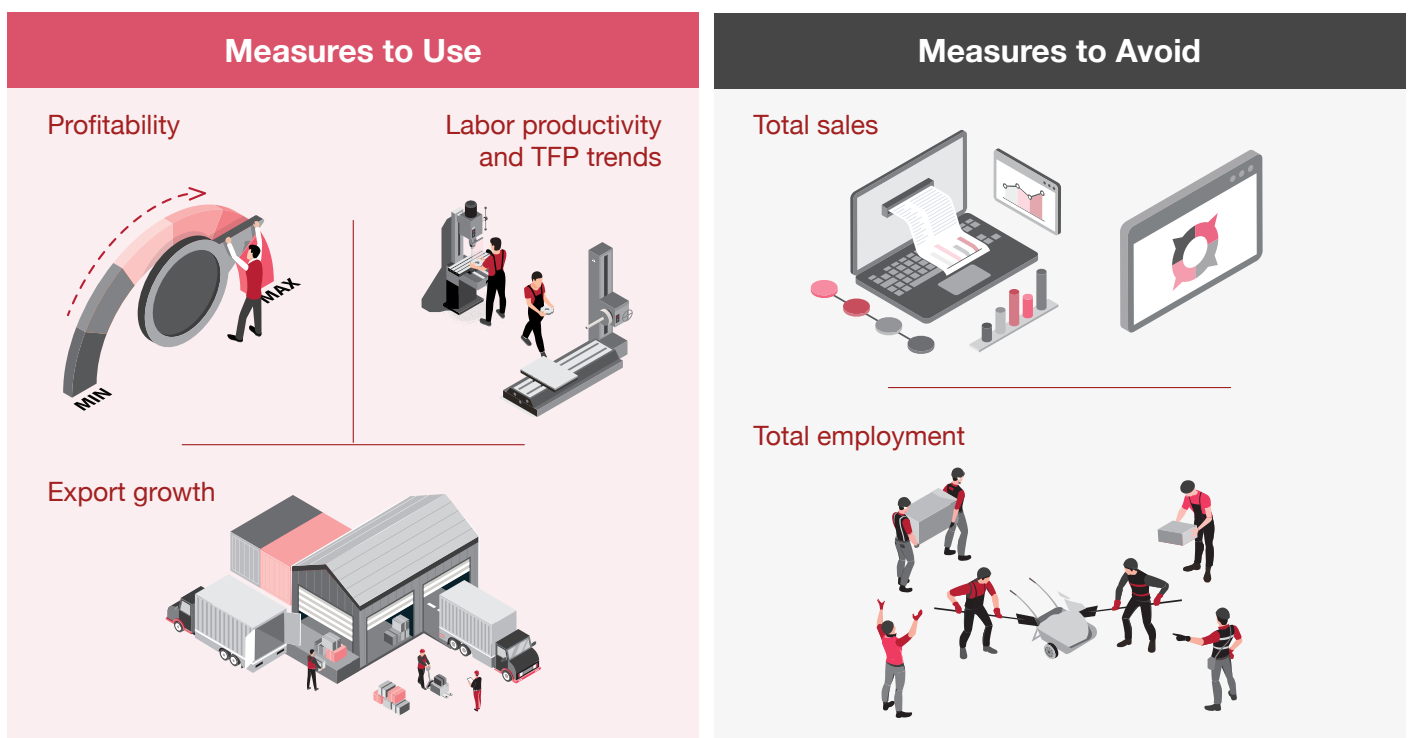 Measures to Use
Profitability
Labor productivity
and TFP trends
MAX
MIN
Export growth
Measures to Avoid
Total sales
Total employment